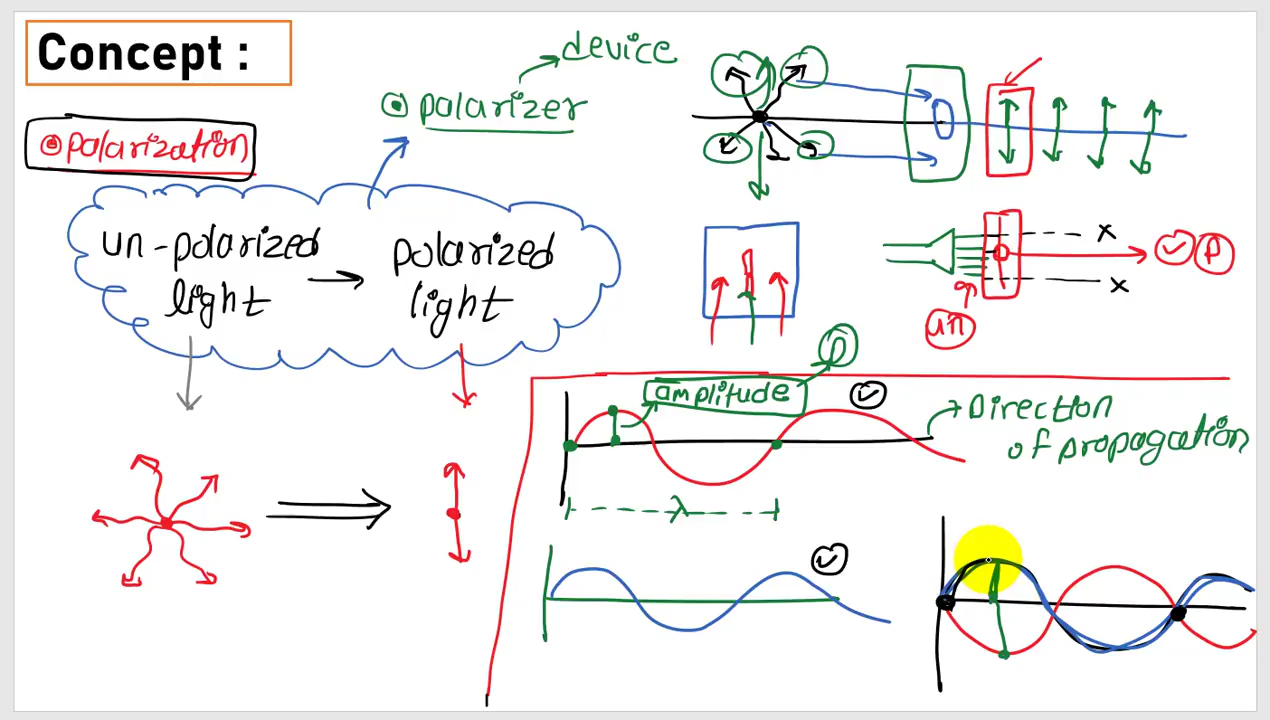 Concept :
device
polarizer
polarization
un-polarized light
polarized light
un
P
amplitude
P
Direction
of propagation
λ